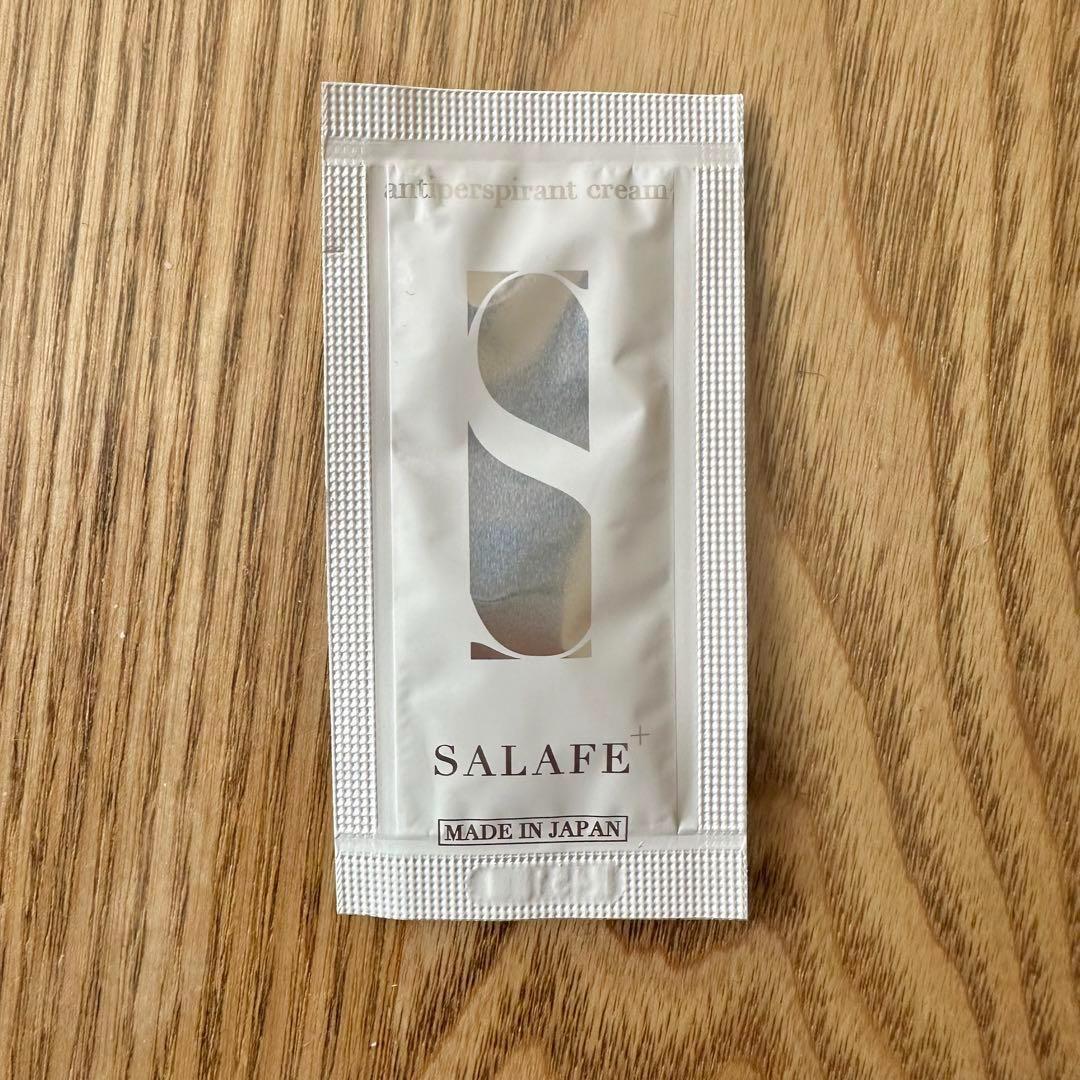 antiperspirant cream
S
SALAFE+
MADE IN JAPAN